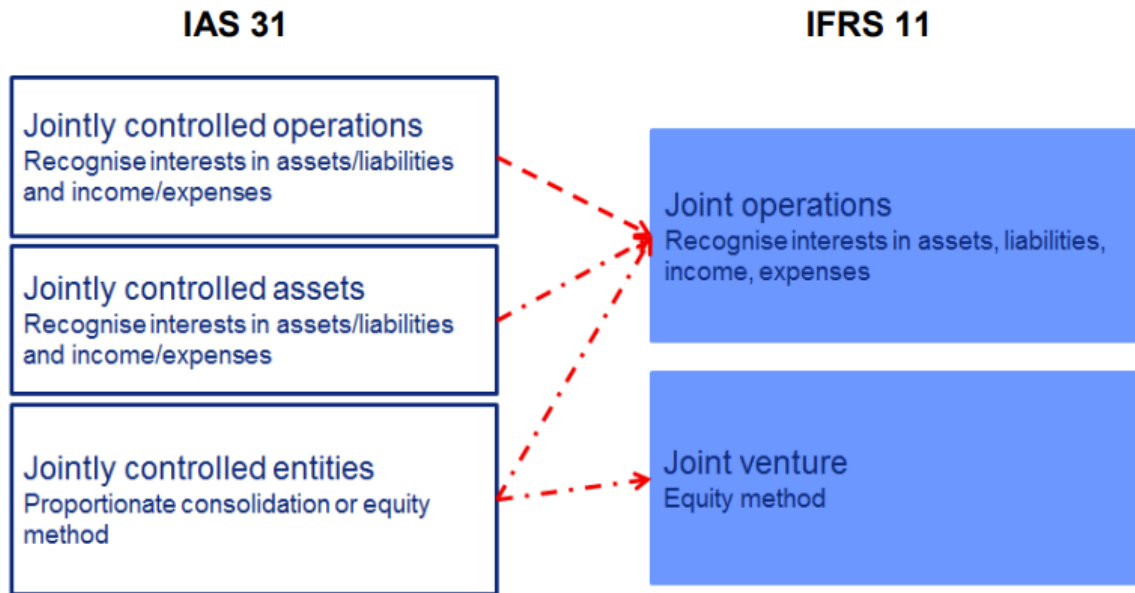 IAS 31
IFRS 11
Jointly controlled operations
Recognise interests in assets/liabilities
and income/expenses
Jointly controlled assets
Recognise interests in assets/liabilities
and income/expenses
Jointly controlled entities
Proportionate consolidation or equity
method
Joint operations
Recognise interests in assets, liabilities,
income, expenses
Joint venture
Equity method